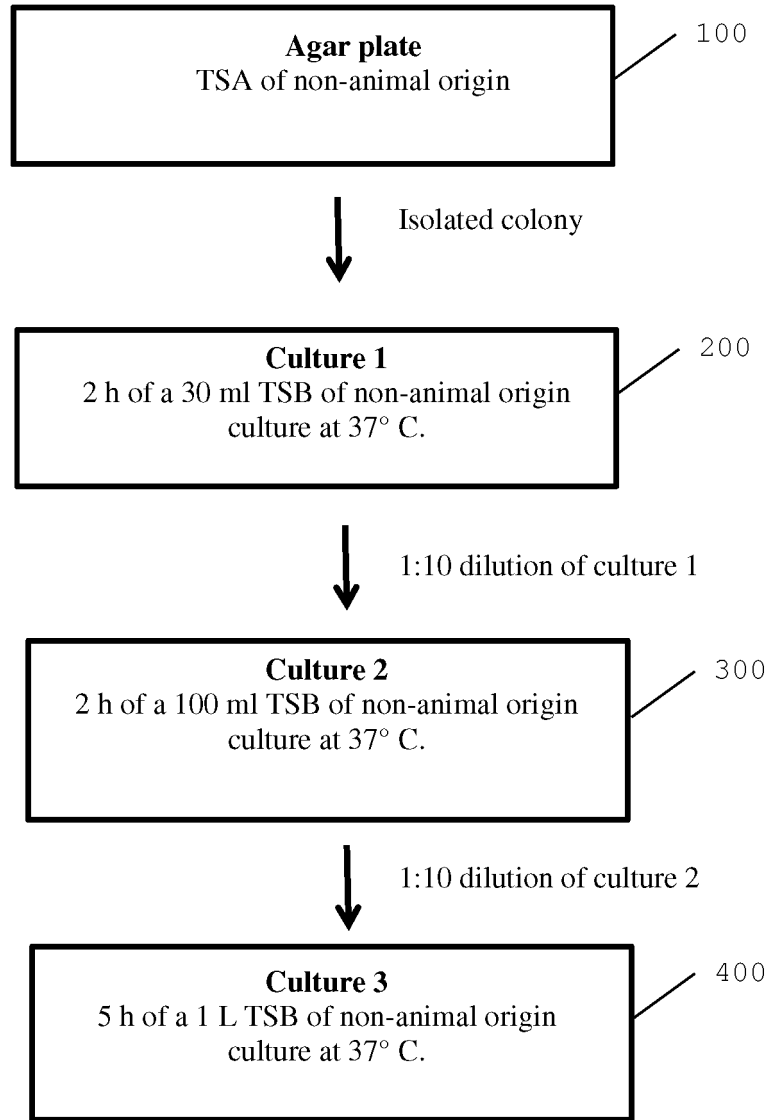 Agar plate
TSA of non-animal origin
100
Isolated colony
Culture 1
2 h of a 30 ml TSB of non-animal origin
culture at 37° C.
200
1:10 dilution of culture 1
Culture 2
2 h of a 100 ml TSB of non-animal origin
culture at 37° C.
300
1:10 dilution of culture 2
Culture 3
5 h of a 1 L TSB of non-animal origin
culture at 37° C.
400